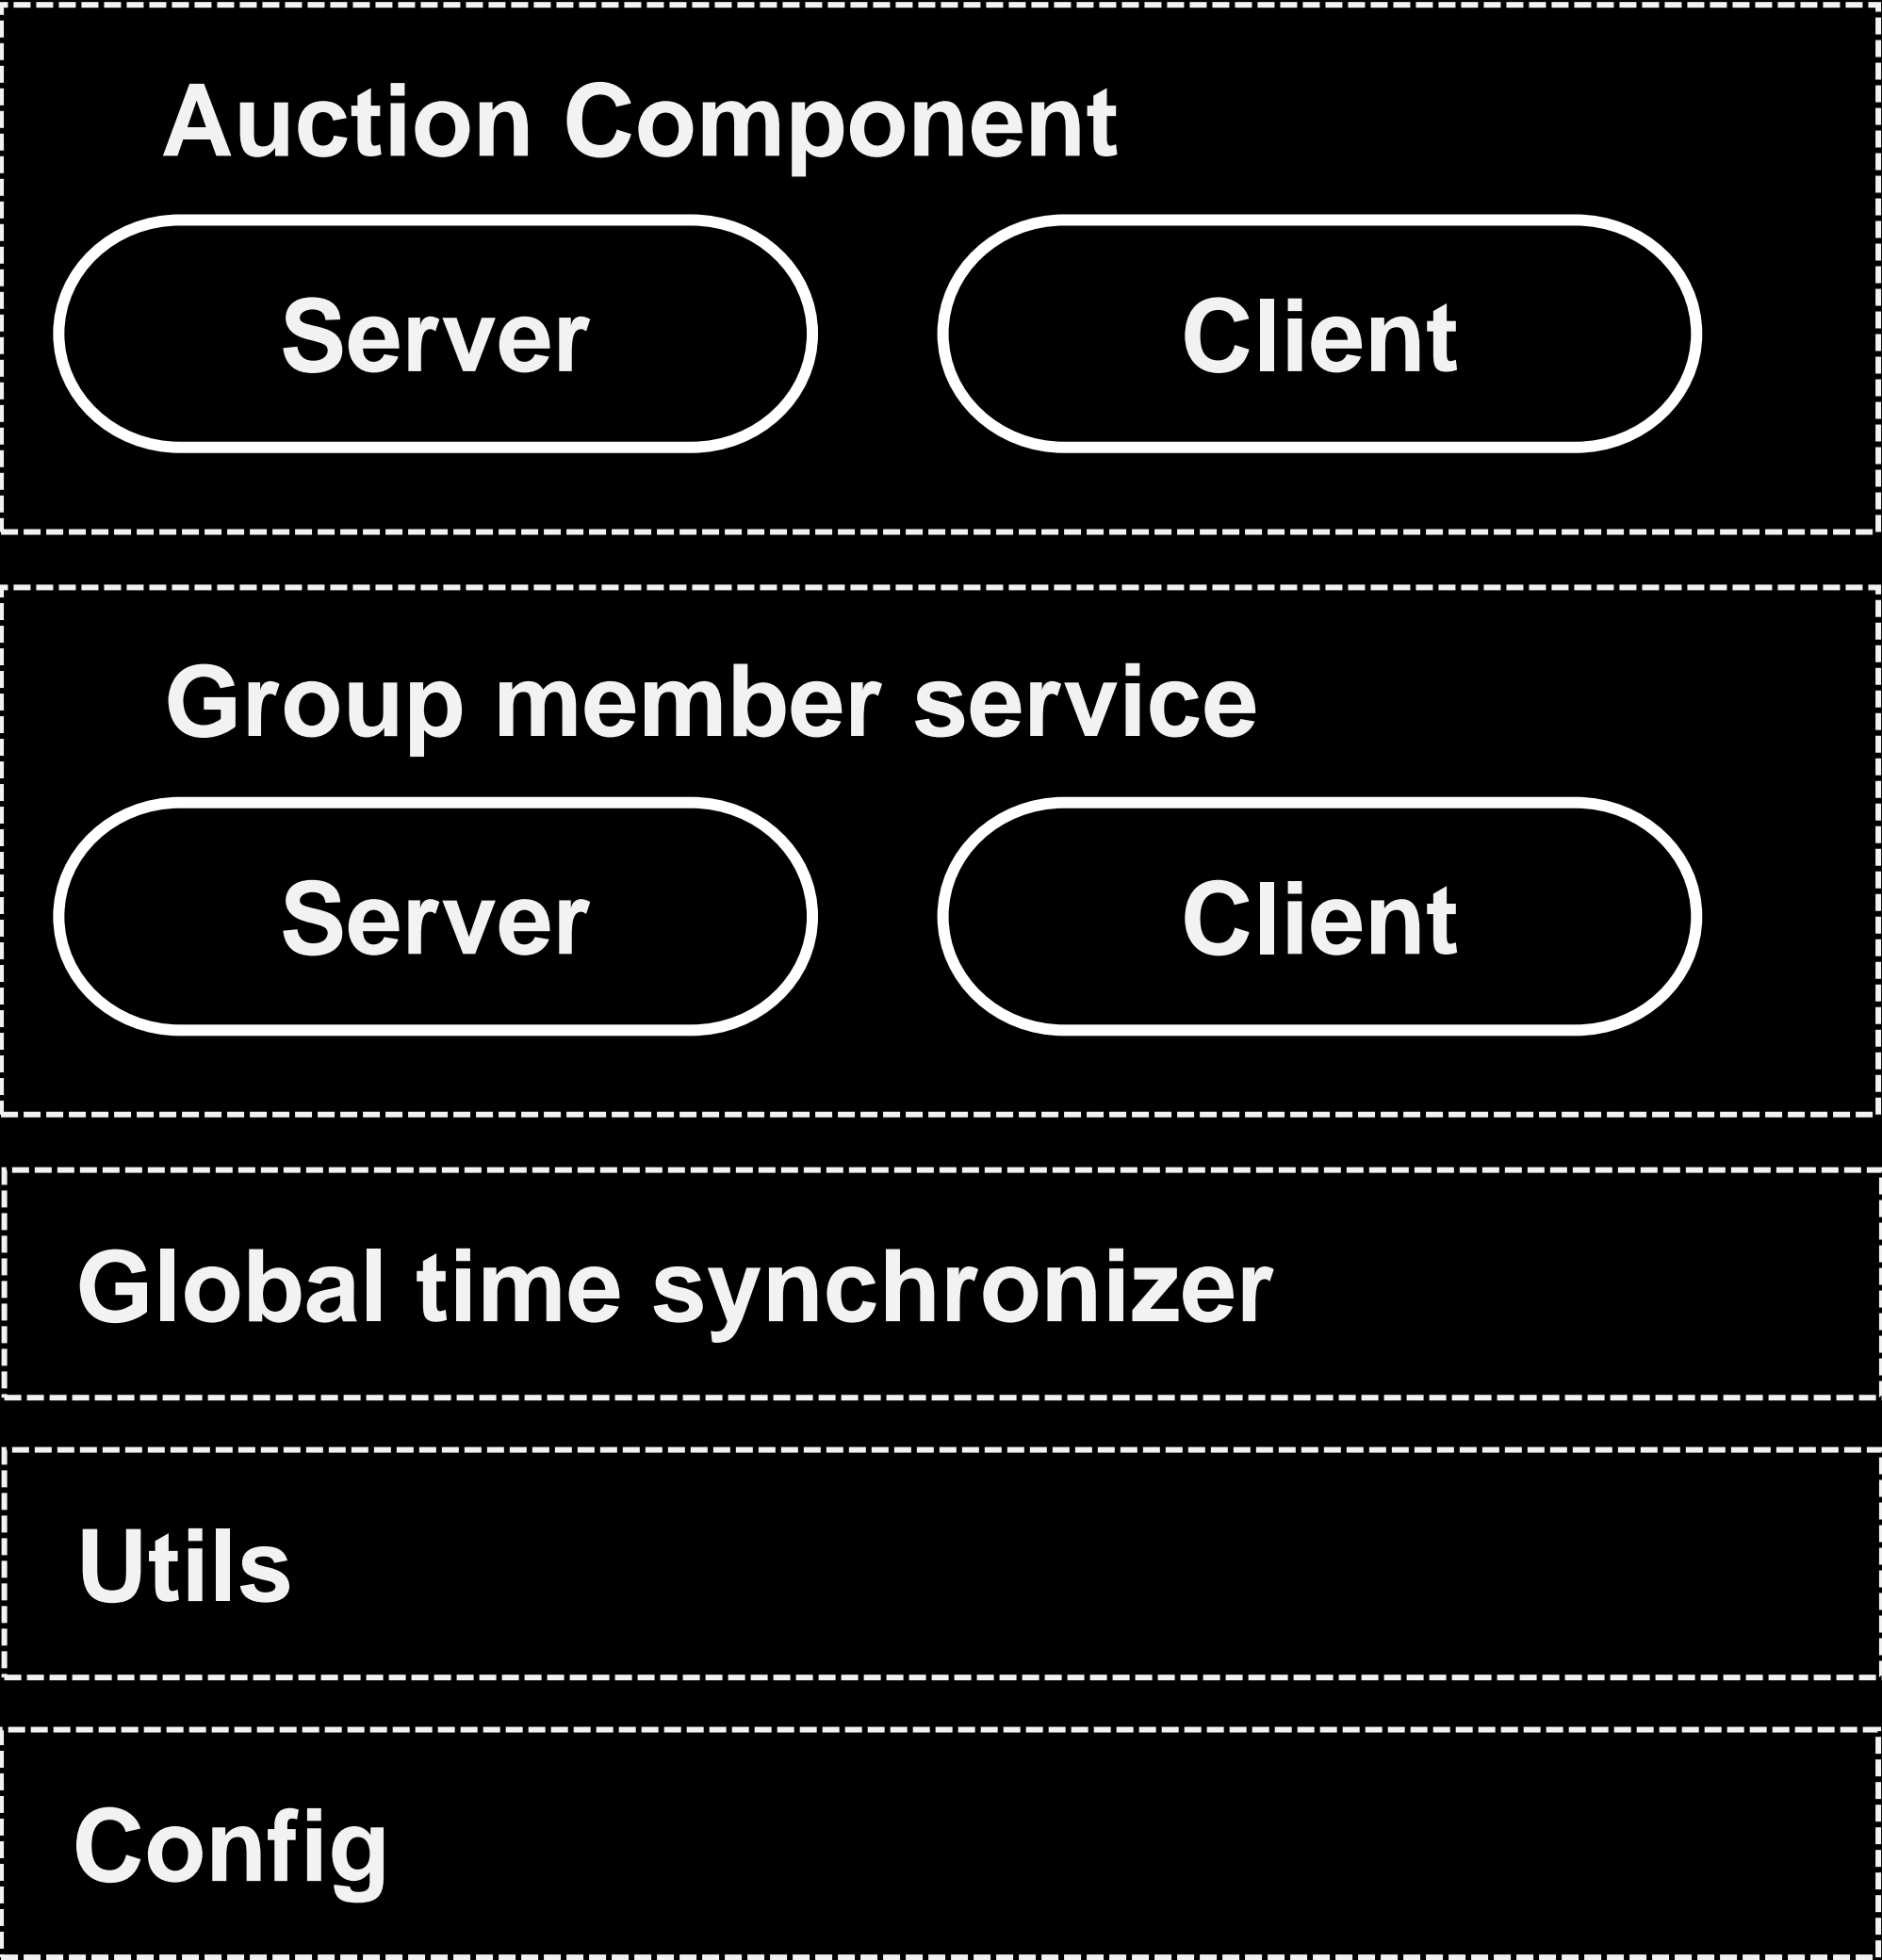 Auction Component
Server
Client
Group member service
Server
Client
Global time synchronizer
Utils
Config